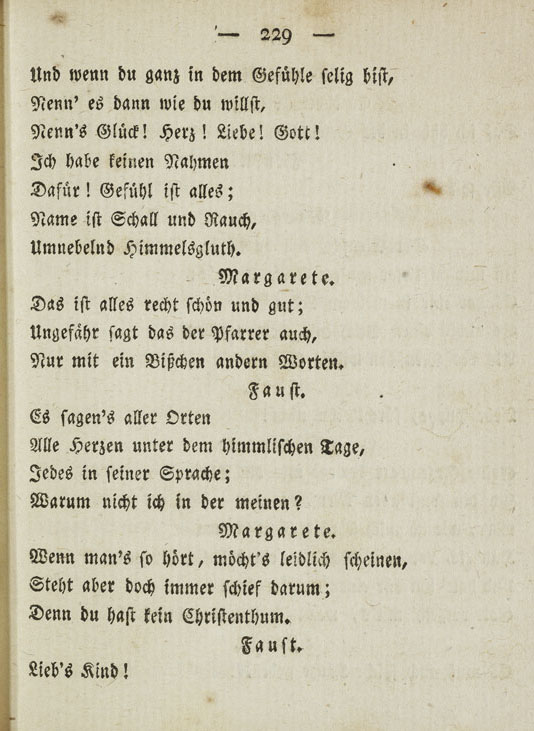 — 229 —
Und wenn du ganz in dem Gefühle selig bist,
Nenn' es dann wie du willst,
Nenn's Glück! Herz! Liebe! Gott!
Ich habe keinen Nahmen
Dafür! Gefühl ist alles;
Name ist Schall und Rauch,
Umnebelnd Himmelsgluth.
Margarete.
Das ist alles recht schön und gut;
Ungefähr sagt das der Pfarrer auch,
Nur mit ein Bißchen andern Worten.
Faust.
Es sagen's aller Orten
Alle Herzen unter dem himmlischen Tage,
Jedes in seiner Sprache;
Warum nicht ich in der meinen?
Margarete.
Wenn man's so hört, möcht's leidlich scheinen,
Steht aber doch immer schief darum;
Denn du hast kein Christenthum.
Faust.
Lieb's Kind!